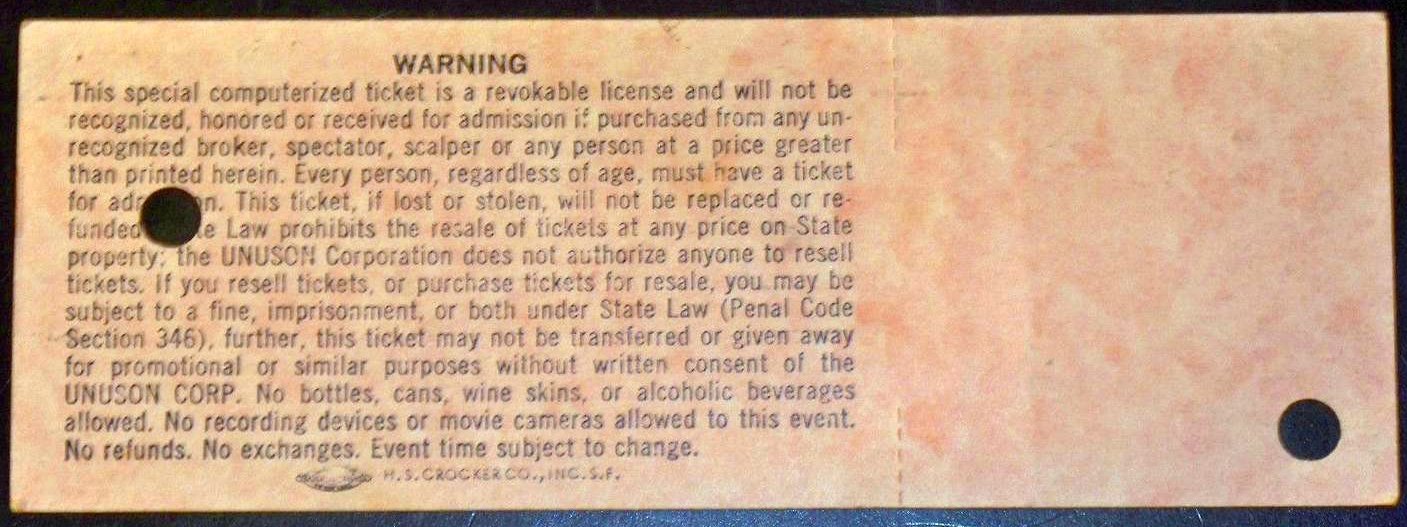 WARNING
This special computerized ticket is a revokable license and will not be
recognized, honored or received for admission if purchased from any un-
recognized broker, spectator, scalper or any person at a price greater
than printed herein. Every person, regardless of age, must have a ticket
for This ticket, if lost or stolen, will not be replaced or re-
funded Law prohibits the resale of tickets at any price on State
property; the UNUSON Corporation does not authorize anyone to resell
tickets. If you resell tickets, or purchase tickets for resale, you may be
subject to a fine, imprisonment, or both under State Law (Penal Code
Section 346), further, this ticket may not be transferred or given away
for promotional or similar purposes without written consent of the
UNUSON CORP. No bottles, cans, wine skins, or alcoholic beverages
allowed. No recording devices or movie cameras allowed to this event.
No refunds. No exchanges. Event time subject to change.
H.S. CROCKER CO., INC. S.F.